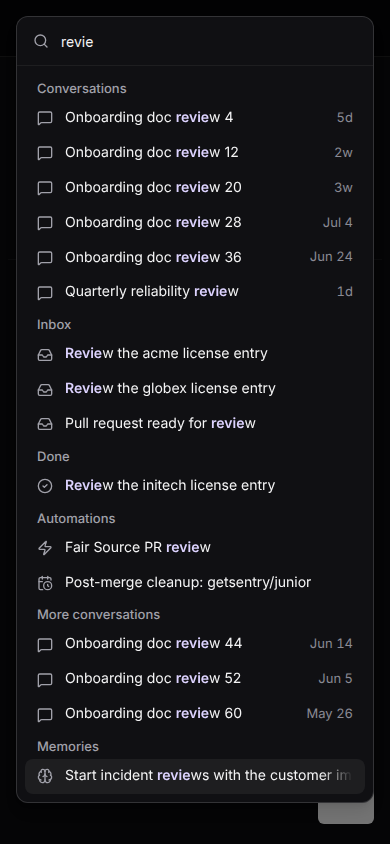 revie
Conversations
Onboarding doc review 4 5d
Onboarding doc review 12 2w
Onboarding doc review 20 3w
Onboarding doc review 28 Jul 4
Onboarding doc review 36 Jun 24
Quarterly reliability review 1d
Inbox
Review the acme license entry
Review the globex license entry
Pull request ready for review
Done
Review the initech license entry
Automations
Fair Source PR review
Post-merge cleanup: getsentry/junior
More conversations
Onboarding doc review 44 Jun 14
Onboarding doc review 52 Jun 5
Onboarding doc review 60 May 26
Memories
Start incident reviews with the customer